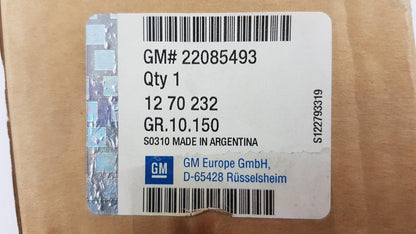 GM# 22085493
Qty 1
12 70 232
GR.10.150
S0310 MADE IN ARGENTINA
GM
GM Europe GmbH,
D-65428 Rüsselsheim
S122793319